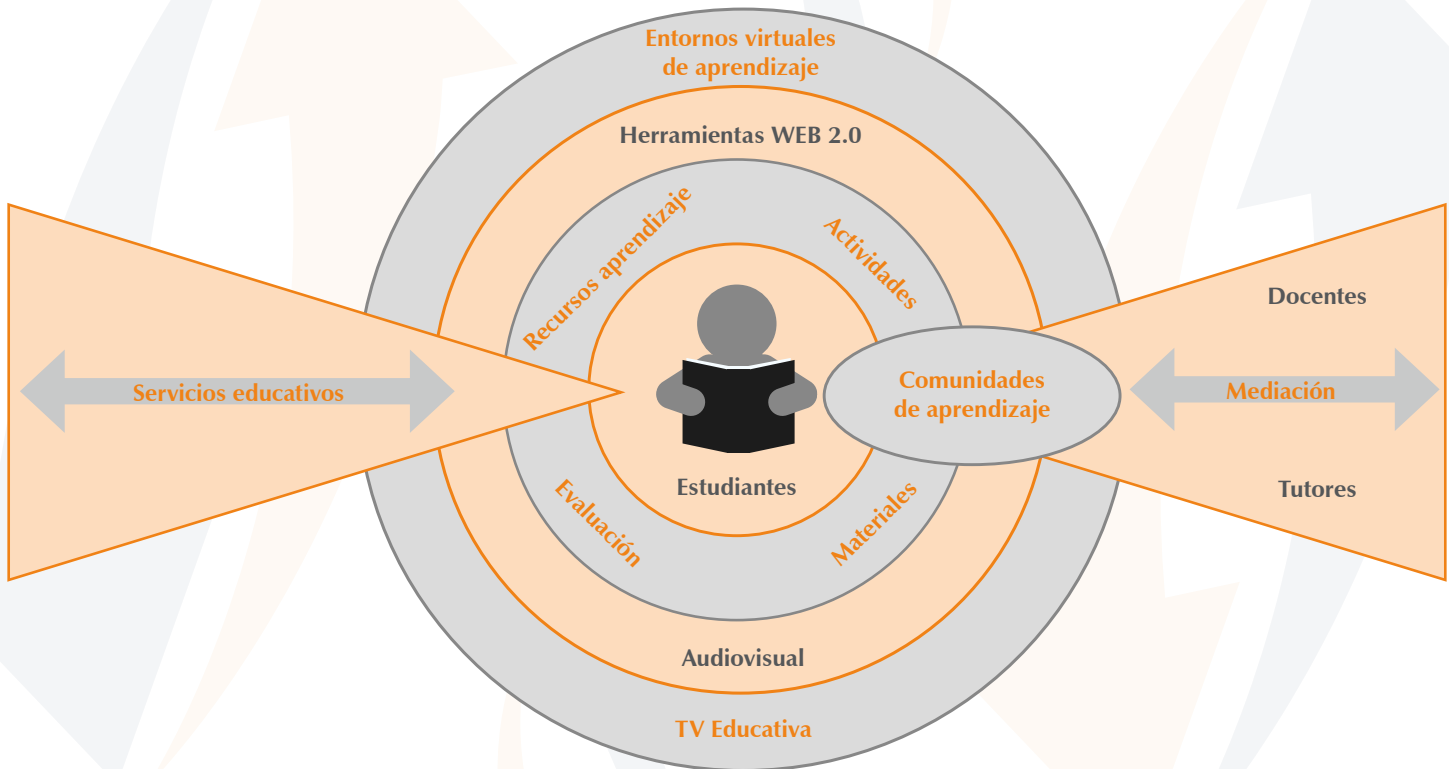 Entornos virtuales
de aprendizaje
Herramientas WEB 2.0
Recursos aprendizaje
Actividades
Docentes
Servicios educativos
Comunidades
de aprendizaje
Mediación
Estudiantes
Tutores
Evaluación
Materiales
Audiovisual
TV Educativa